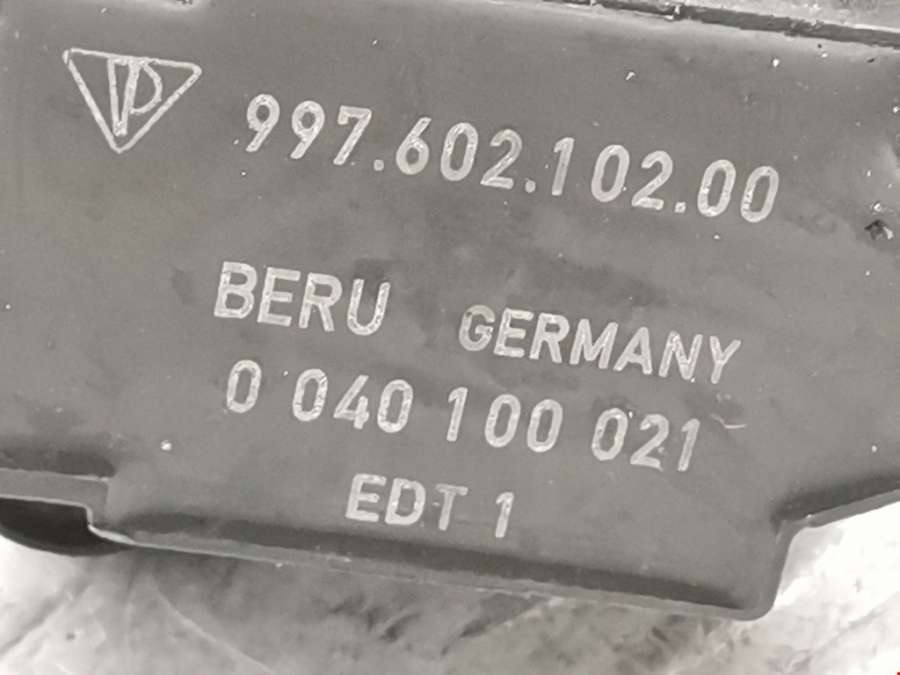 997.602.102.00
BERU GERMANY
0 040 100 021
EDT 1